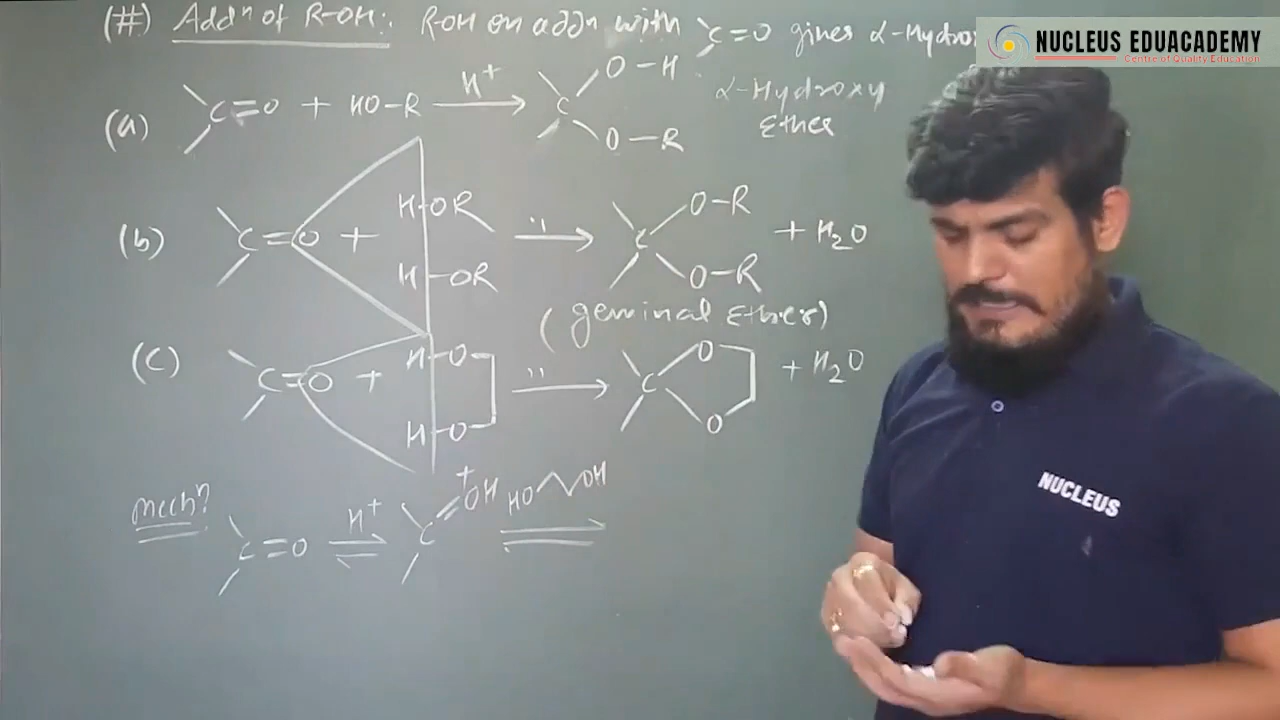 (#) Addⁿ of R-OH: R-OH on addⁿ with >C=O gives α-Hydrox
NUCLEUS EDUACADEMY
Centre of Quality Education
(a) >C=O + HO-R H⁺ → C O-H O-R α-Hydroxy Ether
(b) >C=O + H-OR H-OR '' → C O-R O-R + H₂O
(geminal Ether)
(c) >C=O + H-O H-O '' → C O O + H₂O
mechⁿ >C=O H⁺ ⇌ >C=OH⁺ HO OH ⇌
NUCLEUS